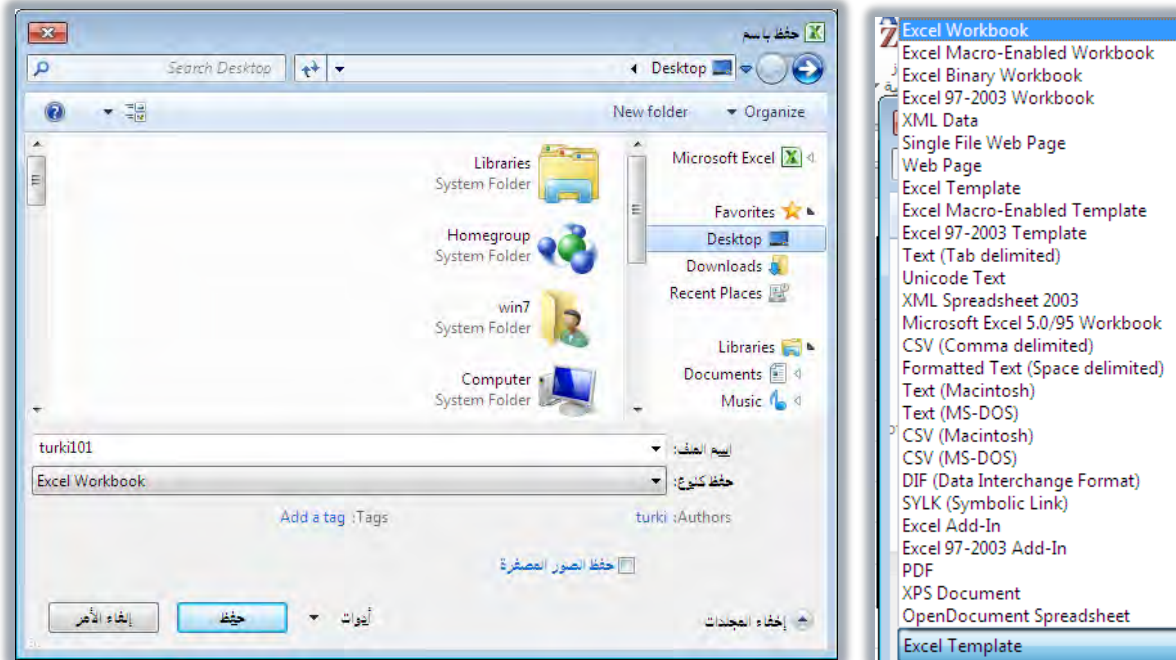 حفظ باسم
Desktop
Search Desktop
Organize
New folder
Microsoft Excel
Favorites
Desktop
Downloads
Recent Places
Libraries
Documents
Music
Libraries
System Folder
Homegroup
System Folder
win7
System Folder
Computer
System Folder
اسم الملف:
turki101
حفظ كنوع:
Excel Workbook
Authors: turki
Tags: Add a tag
حفظ الصور المصغرة
إخفاء المجلدات
أدوات
حفظ
إلغاء الأمر
Excel Workbook
Excel Macro-Enabled Workbook
Excel Binary Workbook
Excel 97-2003 Workbook
XML Data
Single File Web Page
Web Page
Excel Template
Excel Macro-Enabled Template
Excel 97-2003 Template
Text (Tab delimited)
Unicode Text
XML Spreadsheet 2003
Microsoft Excel 5.0/95 Workbook
CSV (Comma delimited)
Formatted Text (Space delimited)
Text (Macintosh)
Text (MS-DOS)
CSV (Macintosh)
CSV (MS-DOS)
DIF (Data Interchange Format)
SYLK (Symbolic Link)
Excel Add-In
Excel 97-2003 Add-In
PDF
XPS Document
OpenDocument Spreadsheet
Excel Template